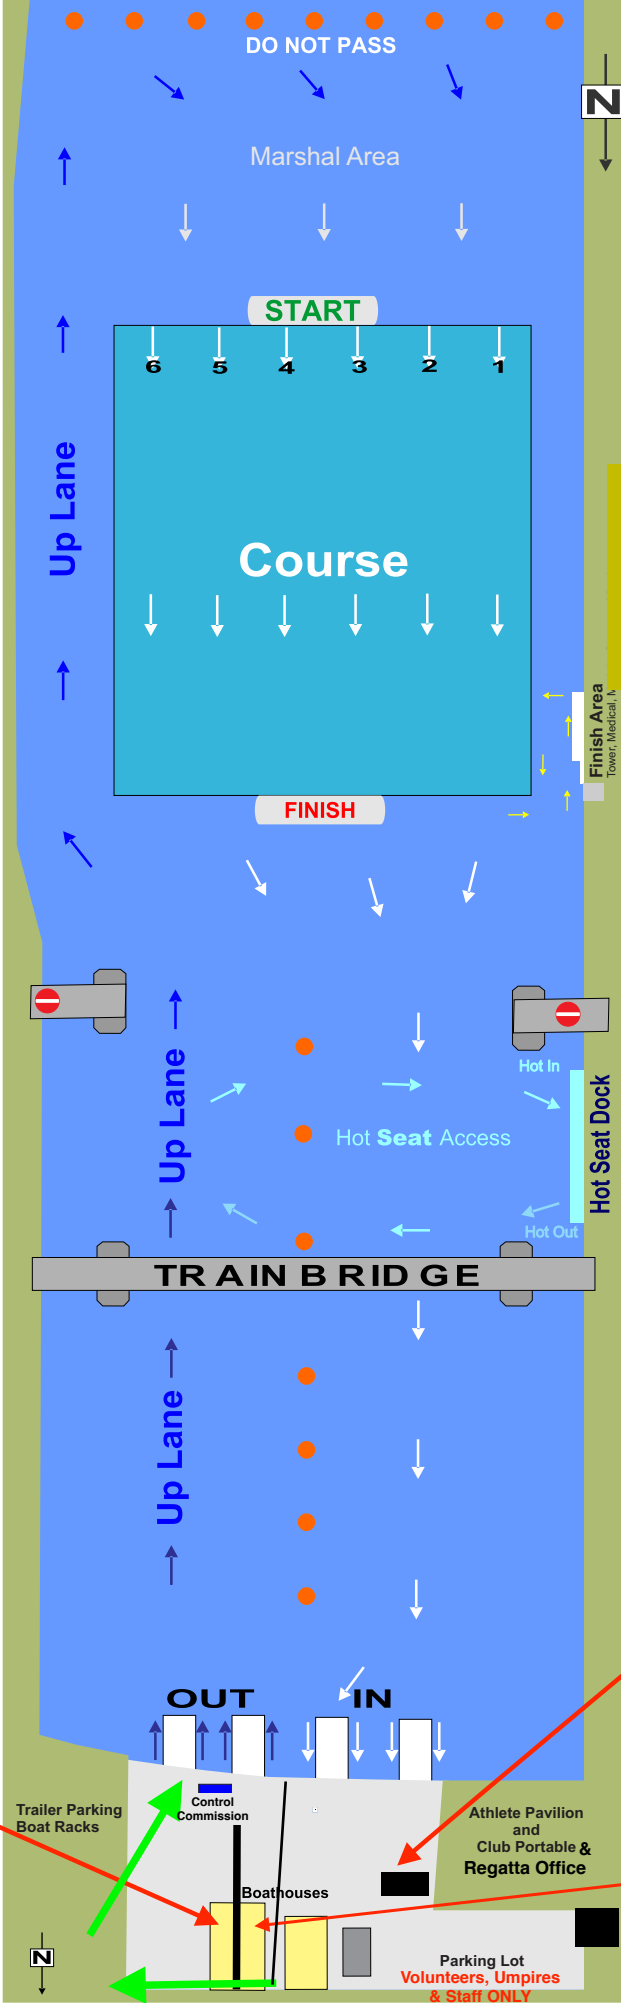 DO NOT PASS
N
Marshal Area
START
6 5 4 3 2 1
Up Lane
Course
Finish Area
Tower, Medical,
FINISH
Hot In
Up Lane
Hot Seat Access
Hot Seat Dock
Hot Out
TRAIN BRIDGE
Up Lane
OUT IN
Trailer Parking
Boat Racks
Control
Commission
Athlete Pavilion
and
Club Portable &
Regatta Office
Boathouses
N
Parking Lot
Volunteers, Umpires
& Staff ONLY